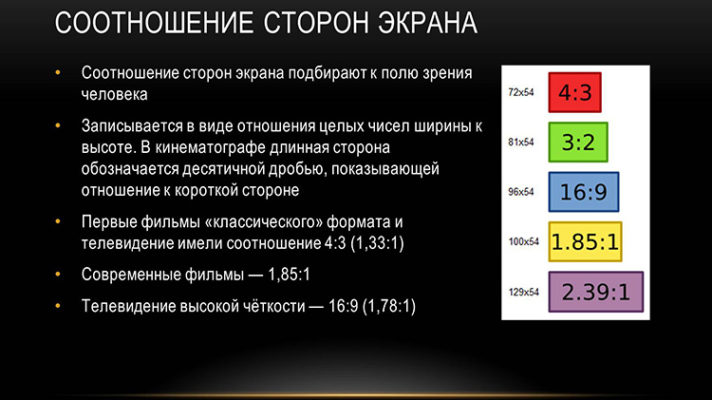 СООТНОШЕНИЕ СТОРОН ЭКРАНА
• Соотношение сторон экрана подбирают к полю зрения
человека
• Записывается в виде отношения целых чисел ширины к
высоте. В кинематографе длинная сторона
обозначается десятичной дробью, показывающей
отношение к короткой стороне
• Первые фильмы «классического» формата и
телевидение имели соотношение 4:3 (1,33:1)
• Современные фильмы — 1,85:1
• Телевидение высокой чёткости — 16:9 (1,78:1)
72x54 4:3
81x54 3:2
96x54 16:9
100x54 1.85:1
129x54 2.39:1